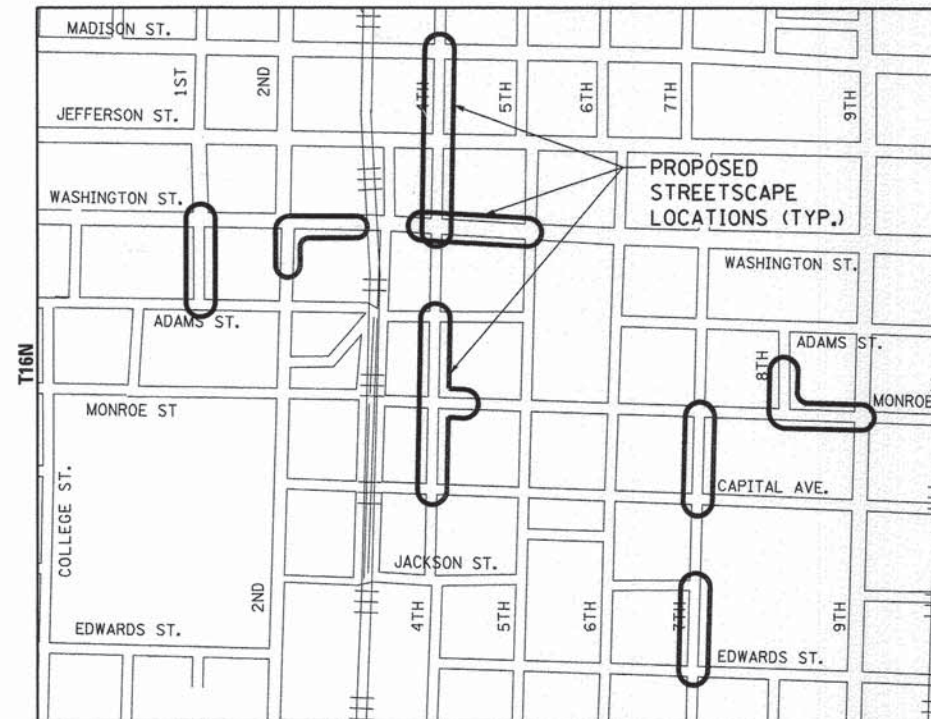 MADISON ST.
1ST
2ND
4TH
5TH
6TH
7TH
9TH
JEFFERSON ST.
PROPOSED
STREETSCAPE
LOCATIONS (TYP.)
WASHINGTON ST.
WASHINGTON ST.
ADAMS ST.
ADAMS ST.
8TH
T16N
MONROE ST
MONROE
COLLEGE ST.
CAPITAL AVE.
JACKSON ST.
2ND
4TH
5TH
6TH
7TH
9TH
EDWARDS ST.
EDWARDS ST.